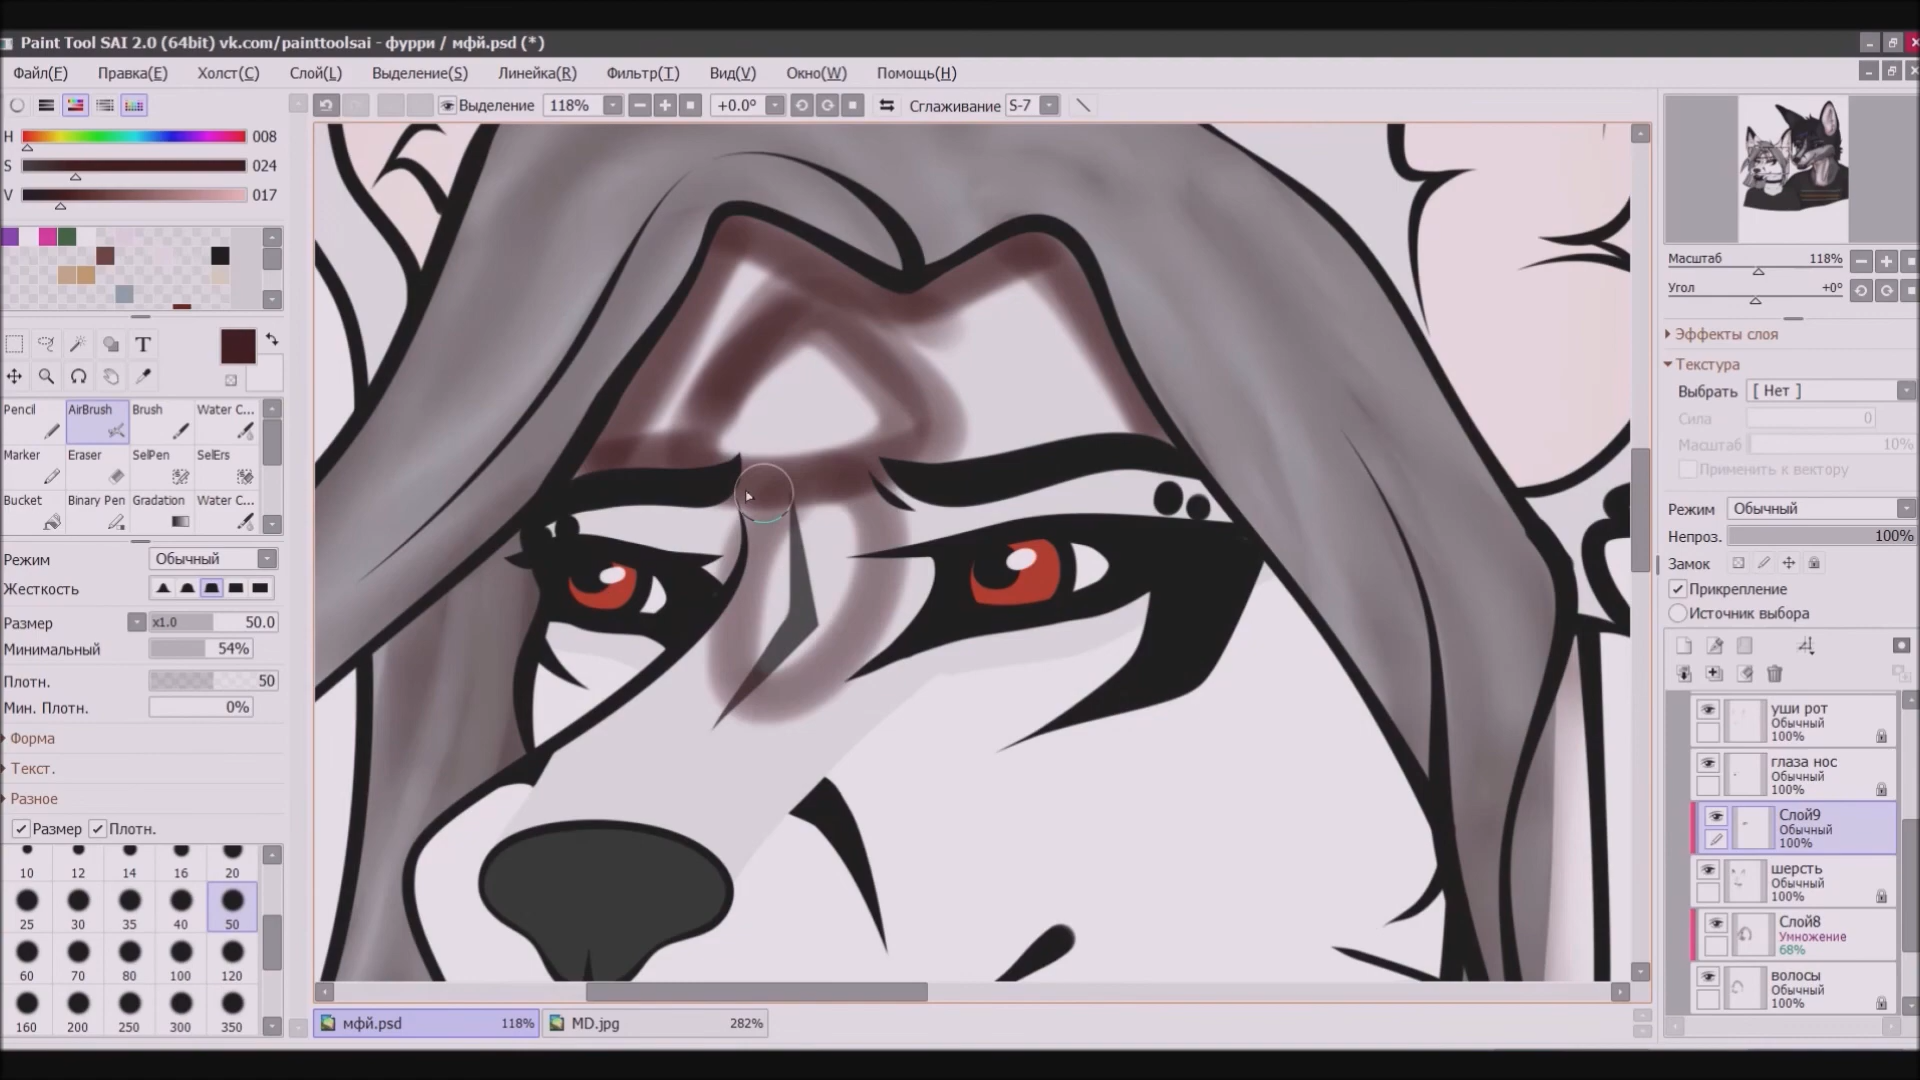 Paint Tool SAI 2.0 (64bit) vk.com/painttoolsai - фурри / мфй.psd (*)
Файл(F) Правка(E) Холст(C) Слой(L) Выделение(S) Линейка(R) Фильтр(T) Вид(V) Окно(W) Помощь(H)
Выделение 118% +0.0° Сглаживание S-7
H 008
S 024
V 017
T
Pencil AirBrush Brush Water C...
Marker Eraser SelPen SelErs
Bucket Binary Pen Gradation Water C...
Режим Обычный
Жесткость
Размер x1.0 50.0
Минимальный 54%
Плотн. 50
Мин. Плотн. 0%
Форма
Текст.
Разное
Размер Плотн.
10 12 14 16 20
25 30 35 40 50
60 70 80 100 120
160 200 250 300 350
мфй.psd 118% MD.jpg 282%
Масштаб 118%
Угол +0°
Эффекты слоя
Текстура
Выбрать [ Нет ]
Сила 0
Масштаб 10%
Применить к вектору
Режим Обычный
Непроз. 100%
Замок
Прикрепление
Источник выбора
уши рот
Обычный
100%
глаза нос
Обычный
100%
Слой9
Обычный
100%
шерсть
Обычный
100%
Слой8
Умножение
68%
волосы
Обычный
100%